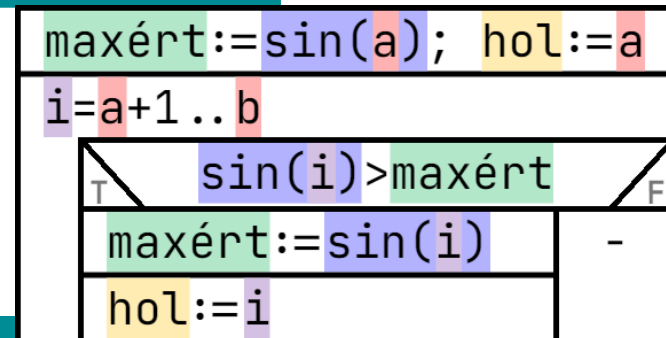 maxért:=sin(a); hol:=a
i=a+1..b
T sin(i)>maxért F
maxért:=sin(i) -
hol:=i